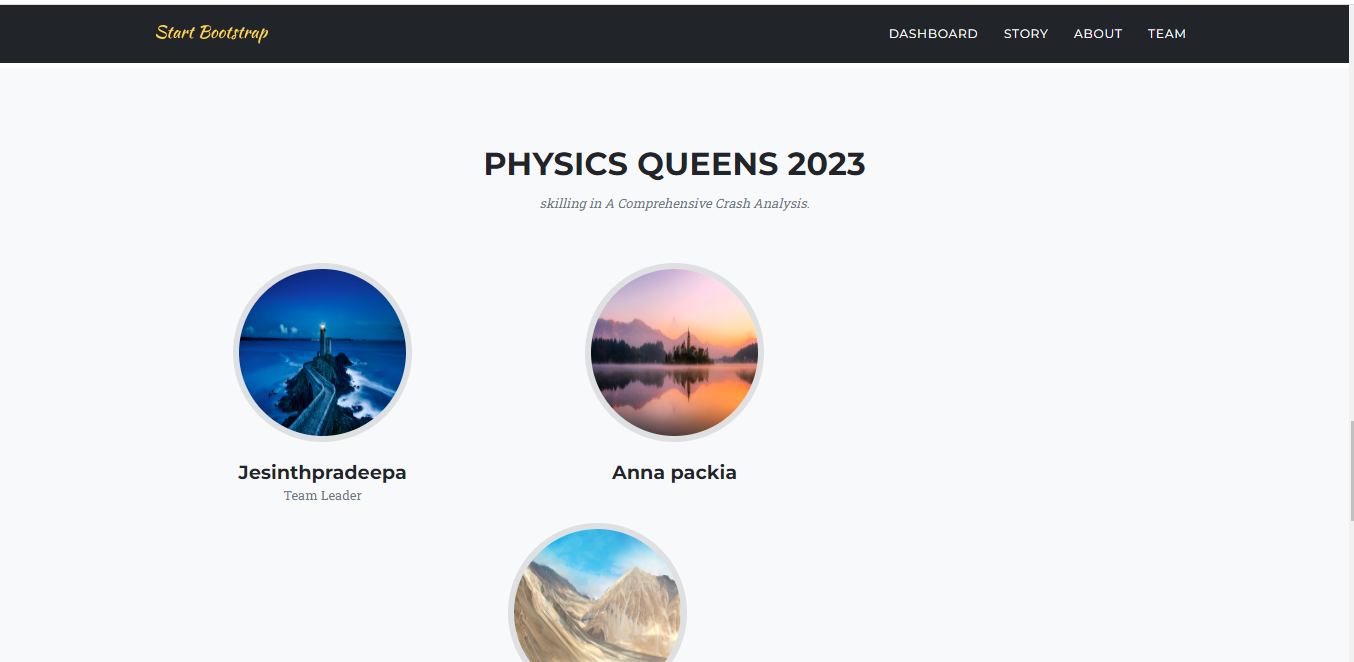 Start Bootstrap
DASHBOARD STORY ABOUT TEAM
PHYSICS QUEENS 2023
skilling in A Comprehensive Crash Analysis.
Jesinthpradeepa
Anna packia
Team Leader